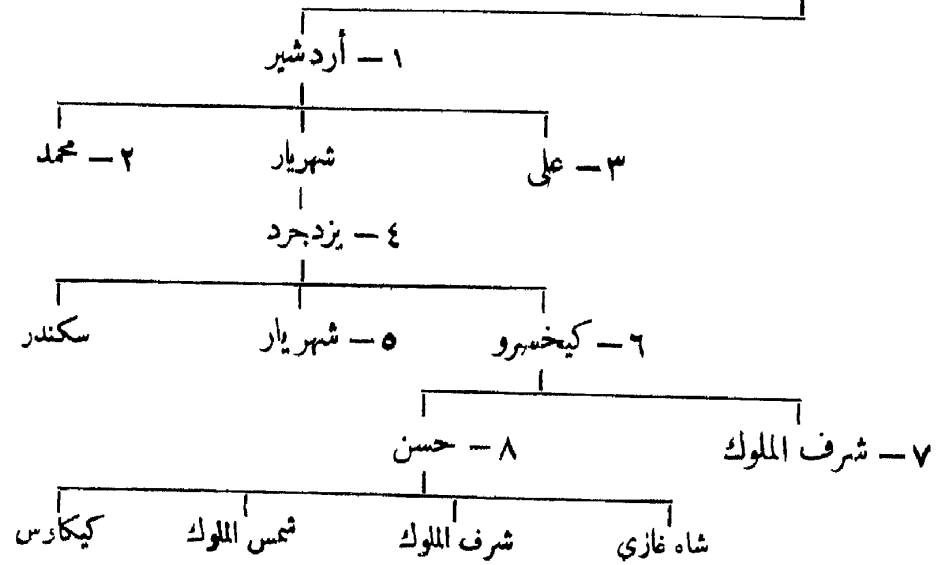 ١ – أردشير
٣ – على شهريار ٢ – محمد
٤ – يزدجرد
٦ – كيخسرو ٥ – شهريار سكندر
٧ – شرف الملوك ٨ – حسن
شاه غازي شرف الملوك شمس الملوك كيكاوس